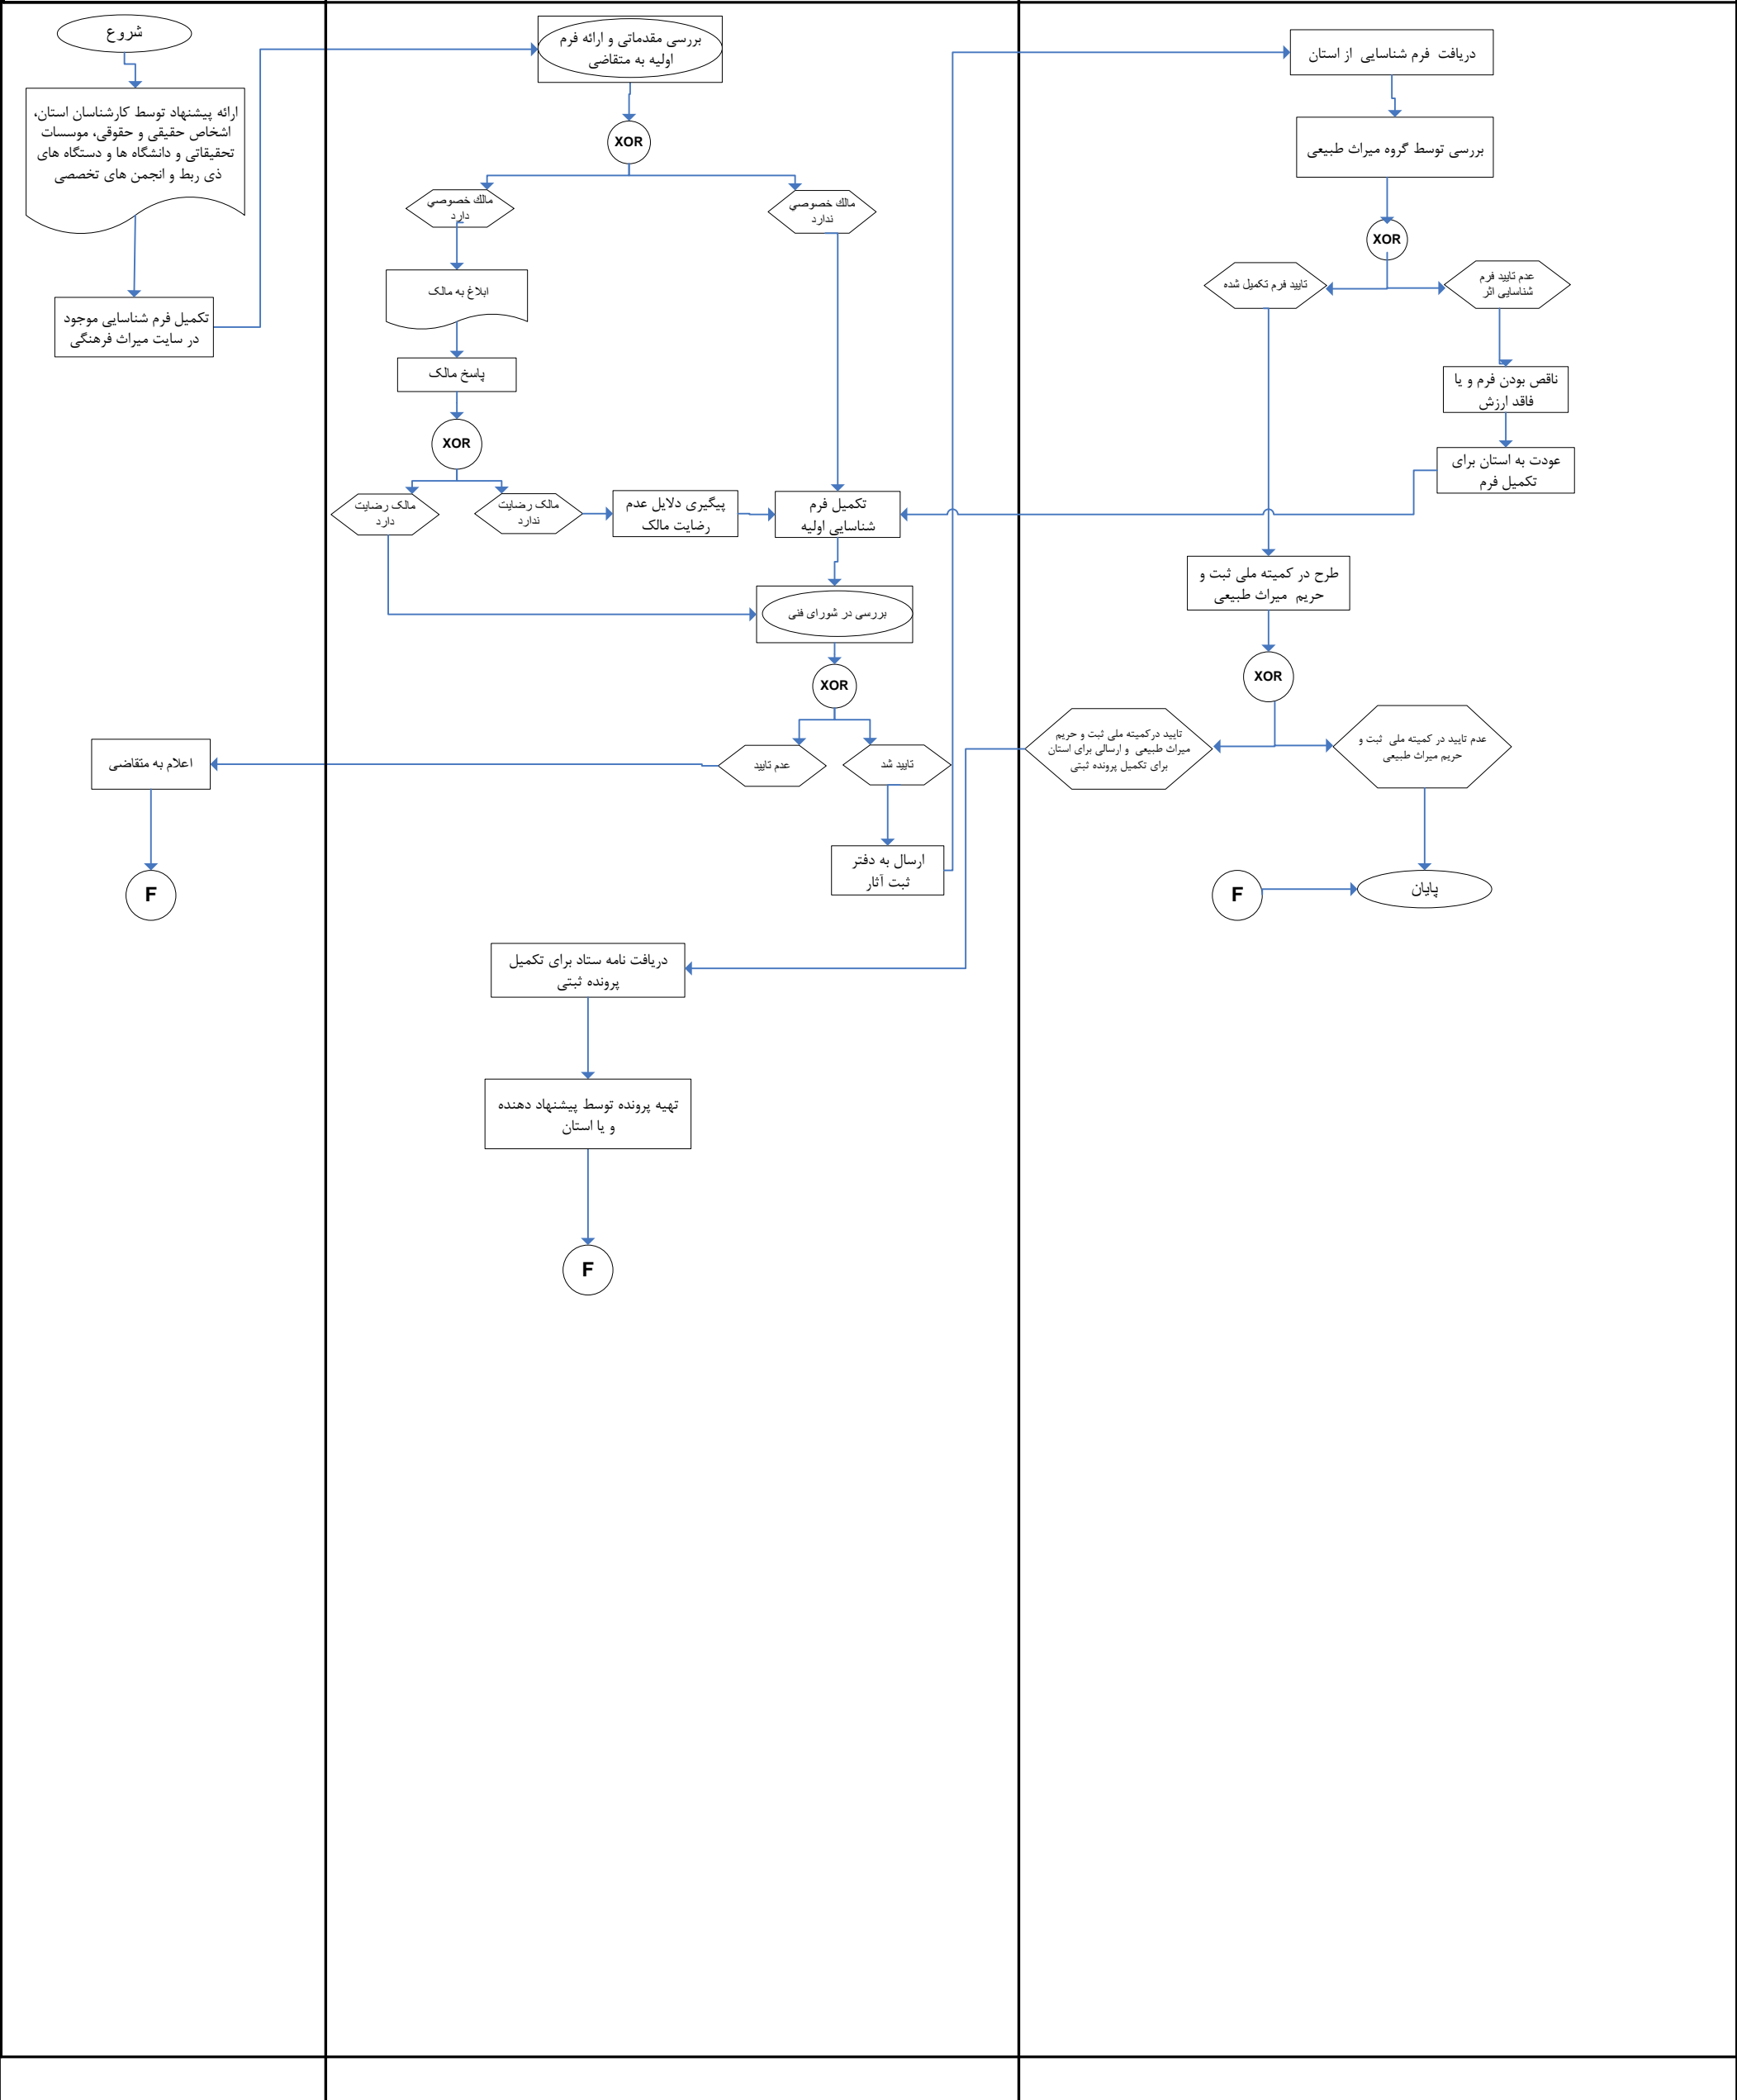 شروع
ارائه پیشنهاد توسط کارشناسان استان،
اشخاص حقیقی و حقوقی، موسسات
تحقیقاتی و دانشگاه ها و دستگاه های
ذی ربط و انجمن های تخصصی
تکمیل فرم شناسایی موجود
در سایت میراث فرهنگی
اعلام به متقاضی
F
بررسی مقدماتی و ارائه فرم
اولیه به متقاضی
XOR
مالك خصوصي
دارد
مالك خصوصي
ندارد
ابلاغ به مالک
پاسخ مالک
XOR
مالک رضایت
دارد
مالک رضایت
ندارد
پیگیری دلایل عدم
رضایت مالک
تکمیل فرم
شناسایی اولیه
بررسی در شورای فنی
XOR
عدم تایید
تایید شد
ارسال به دفتر
ثبت آثار
دریافت نامه ستاد برای تکمیل
پرونده ثبتی
تهیه پرونده توسط پیشنهاد دهنده
و یا استان
F
دریافت فرم شناسایی از استان
بررسی توسط گروه میراث طبیعی
XOR
تایید فرم تکمیل شده
عدم تایید فرم
شناسایی اثر
ناقص بودن فرم و یا
فاقد ارزش
عودت به استان برای
تکمیل فرم
طرح در کمیته ملی ثبت و
حریم میراث طبیعی
XOR
تایید درکمیته ملی ثبت و حریم
میراث طبیعی و ارسالی برای استان
برای تکمیل پرونده ثبتی
عدم تایید در کمیته ملی ثبت و
حریم میراث طبیعی
F
پایان